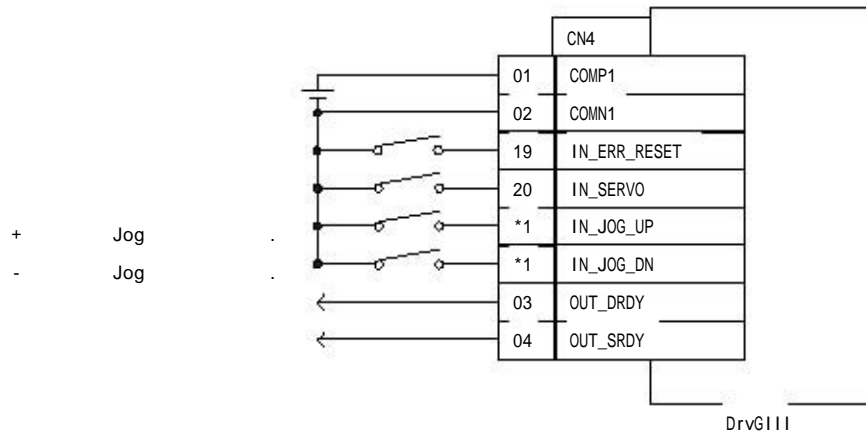 CN4
01 COMP1
02 COMN1
19 IN_ERR_RESET
20 IN_SERVO
+ Jog . *1 IN_JOG_UP
- Jog . *1 IN_JOG_DN
03 OUT_DRDY
04 OUT_SRDY
DrvGIII